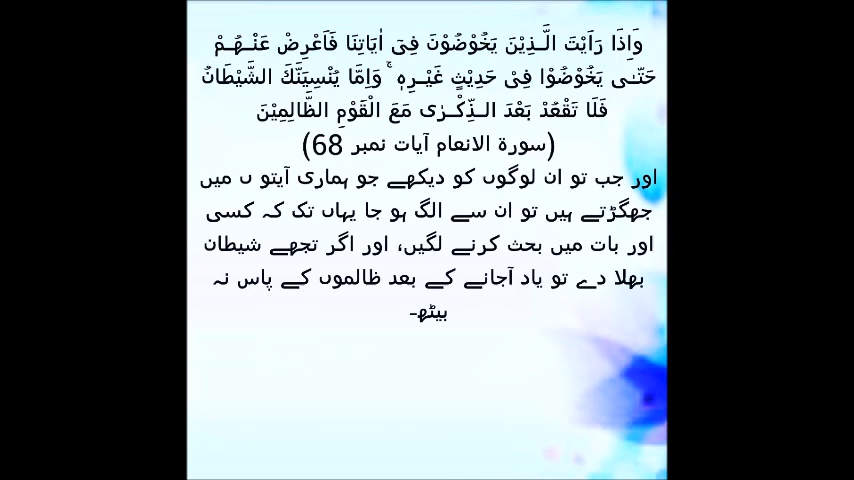 وَاِذَا رَاَيْتَ الَّـذِيْنَ يَخُوْضُوْنَ فِىٓ اٰيَاتِنَا فَاَعْرِضْ عَنْـهُـمْ
حَتّـٰى يَخُوْضُوْا فِىْ حَدِيْثٍ غَيْـرِهٖ ۚ وَاِمَّا يُنْسِيَنَّكَ الشَّيْطَانُ
فَلَا تَقْعُدْ بَعْدَ الـذِّكْـرٰى مَعَ الْقَوْمِ الظَّالِمِيْنَ
(سورة الانعام آیات نمبر 68)
اور جب تو ان لوگوں کو دیکھے جو ہماری آیتو ں میں
جھگڑتے ہیں تو ان سے الگ ہو جا یہاں تک کہ کسی
اور بات میں بحث کرنے لگیں، اور اگر تجھے شیطان
بھلا دے تو یاد آجانے کے بعد ظالموں کے پاس نہ
بیٹھ۔